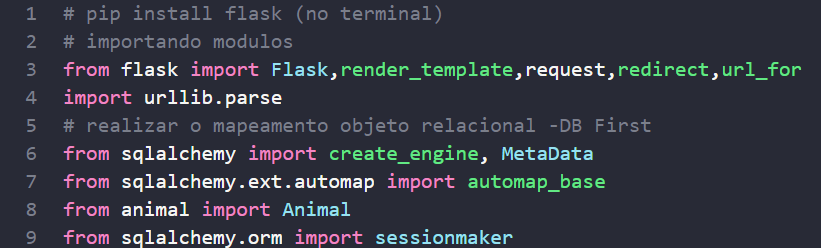 1 # pip install flask (no terminal)
2 # importando modulos
3 from flask import Flask,render_template,request,redirect,url_for
4 import urllib.parse
5 # realizar o mapeamento objeto relacional -DB First
6 from sqlalchemy import create_engine, MetaData
7 from sqlalchemy.ext.automap import automap_base
8 from animal import Animal
9 from sqlalchemy.orm import sessionmaker